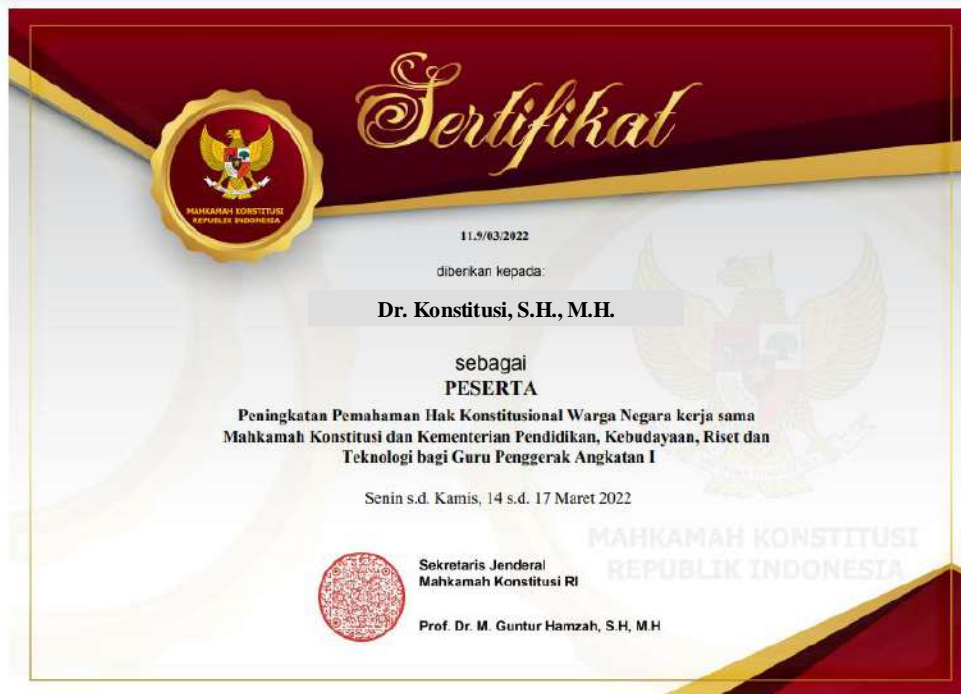 Sertifikat
MAHKAMAH KONSTITUSI
REPUBLIK INDONESIA
11.9/03/2022
diberikan kepada:
Dr. Konstitusi, S.H., M.H.
sebagai
PESERTA
Peningkatan Pemahaman Hak Konstitusional Warga Negara kerja sama
Mahkamah Konstitusi dan Kementerian Pendidikan, Kebudayaan, Riset dan
Teknologi bagi Guru Penggerak Angkatan I
Senin s.d. Kamis, 14 s.d. 17 Maret 2022
MAHKAMAH KONSTITUSI
REPUBLIK INDONESIA
Sekretaris Jenderal
Mahkamah Konstitusi RI
Prof. Dr. M. Guntur Hamzah, S.H, M.H